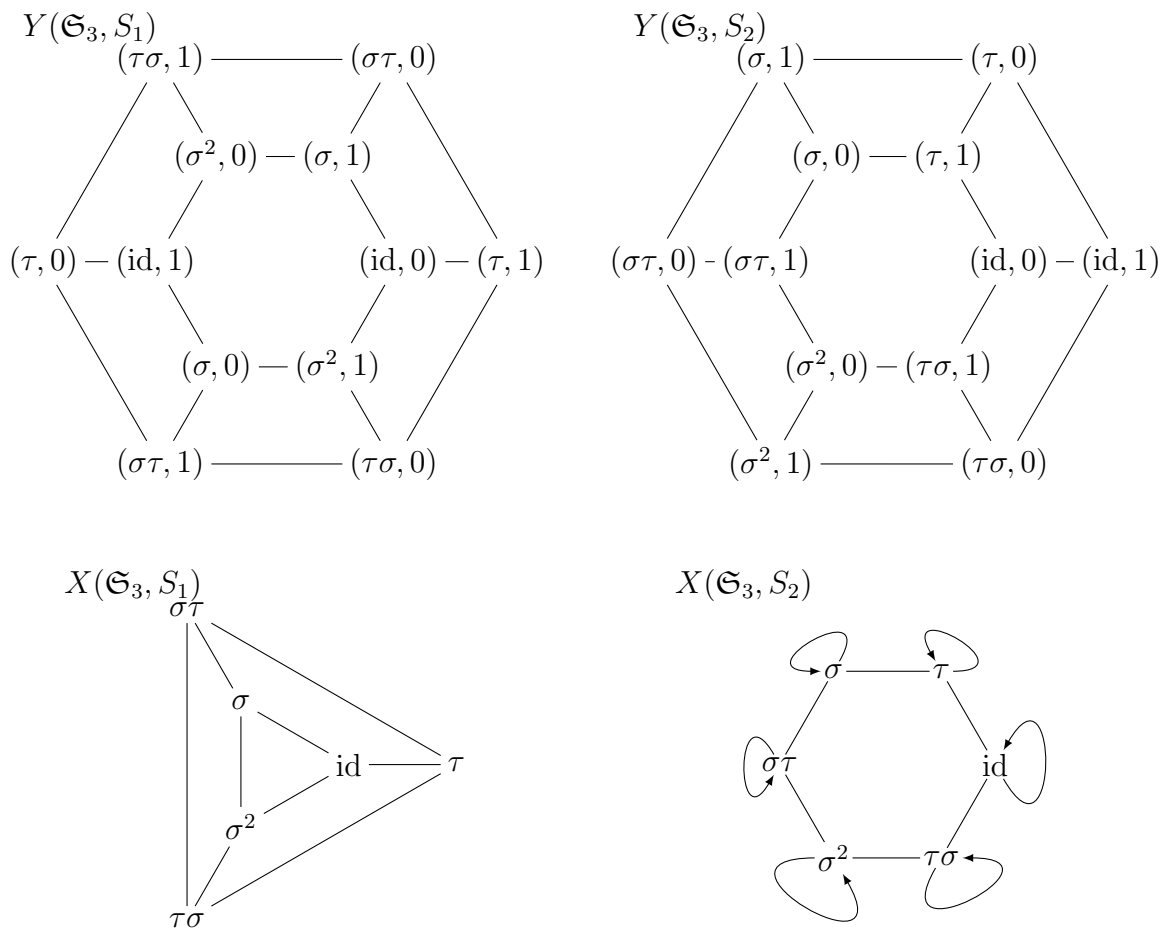 Y(𝔖₃, S₁) Y(𝔖₃, S₂)
(τσ, 1) (στ, 0) (σ, 1) (τ, 0)
(σ², 0) (σ, 1) (σ, 0) (τ, 1)
(τ, 0) (id, 1) (id, 0) (τ, 1) (στ, 0) (στ, 1) (id, 0) (id, 1)
(σ, 0) (σ², 1) (σ², 0) (τσ, 1)
(στ, 1) (τσ, 0) (σ², 1) (τσ, 0)
X(𝔖₃, S₁) X(𝔖₃, S₂)
στ
σ τ
σ
id τ στ id
σ² σ² τσ
τσ